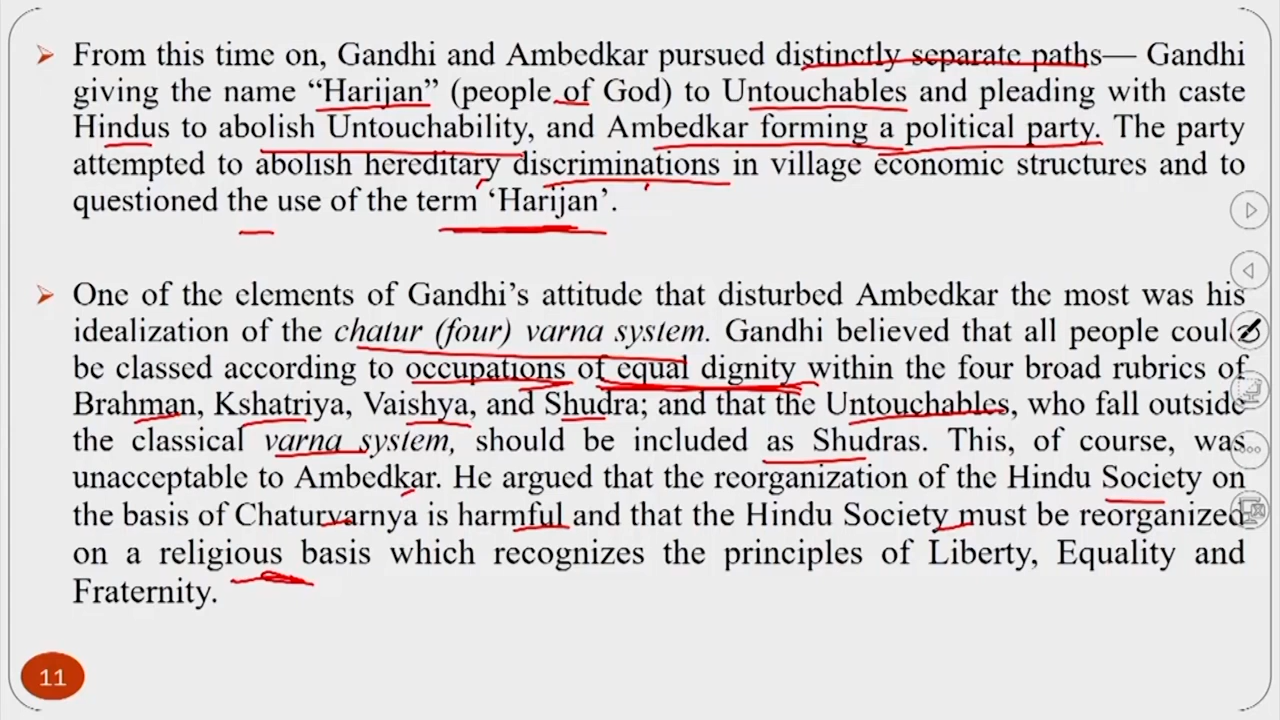 From this time on, Gandhi and Ambedkar pursued distinctly separate paths— Gandhi
giving the name “Harijan” (people of God) to Untouchables and pleading with caste
Hindus to abolish Untouchability, and Ambedkar forming a political party. The party
attempted to abolish hereditary discriminations in village economic structures and to
questioned the use of the term ‘Harijan’.
One of the elements of Gandhi’s attitude that disturbed Ambedkar the most was his
idealization of the chatur (four) varna system. Gandhi believed that all people could
be classed according to occupations of equal dignity within the four broad rubrics of
Brahman, Kshatriya, Vaishya, and Shudra; and that the Untouchables, who fall outside
the classical varna system, should be included as Shudras. This, of course, was
unacceptable to Ambedkar. He argued that the reorganization of the Hindu Society on
the basis of Chaturvarnya is harmful and that the Hindu Society must be reorganized
on a religious basis which recognizes the principles of Liberty, Equality and
Fraternity.
11